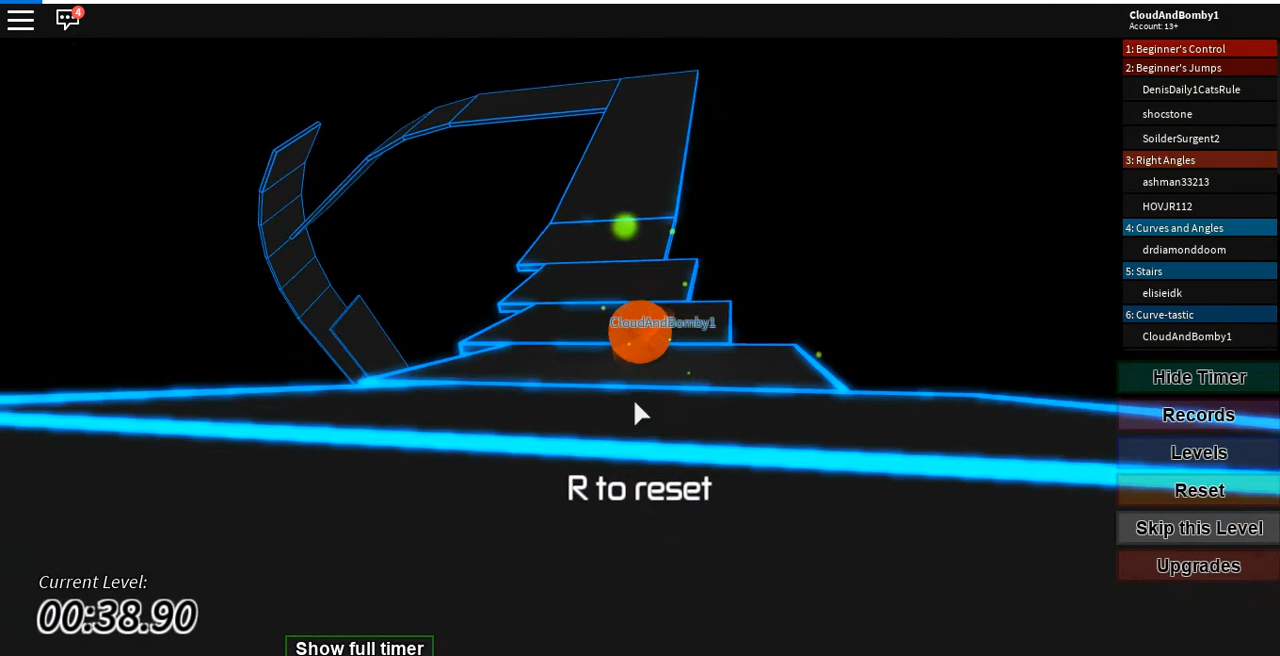 4
CloudAndBomby1
Account: 13+
1: Beginner's Control
2: Beginner's Jumps
DenisDaily1CatsRule
shocstone
SoilderSurgent2
3: Right Angles
ashman33213
HOVJR112
4: Curves and Angles
drdiamonddoom
5: Stairs
elisieidk
6: Curve-tastic
CloudAndBomby1
CloudAndBomby1
Hide Timer
Records
Levels
Reset
Skip this Level
Upgrades
R to reset
Current Level:
00:38.90
Show full timer